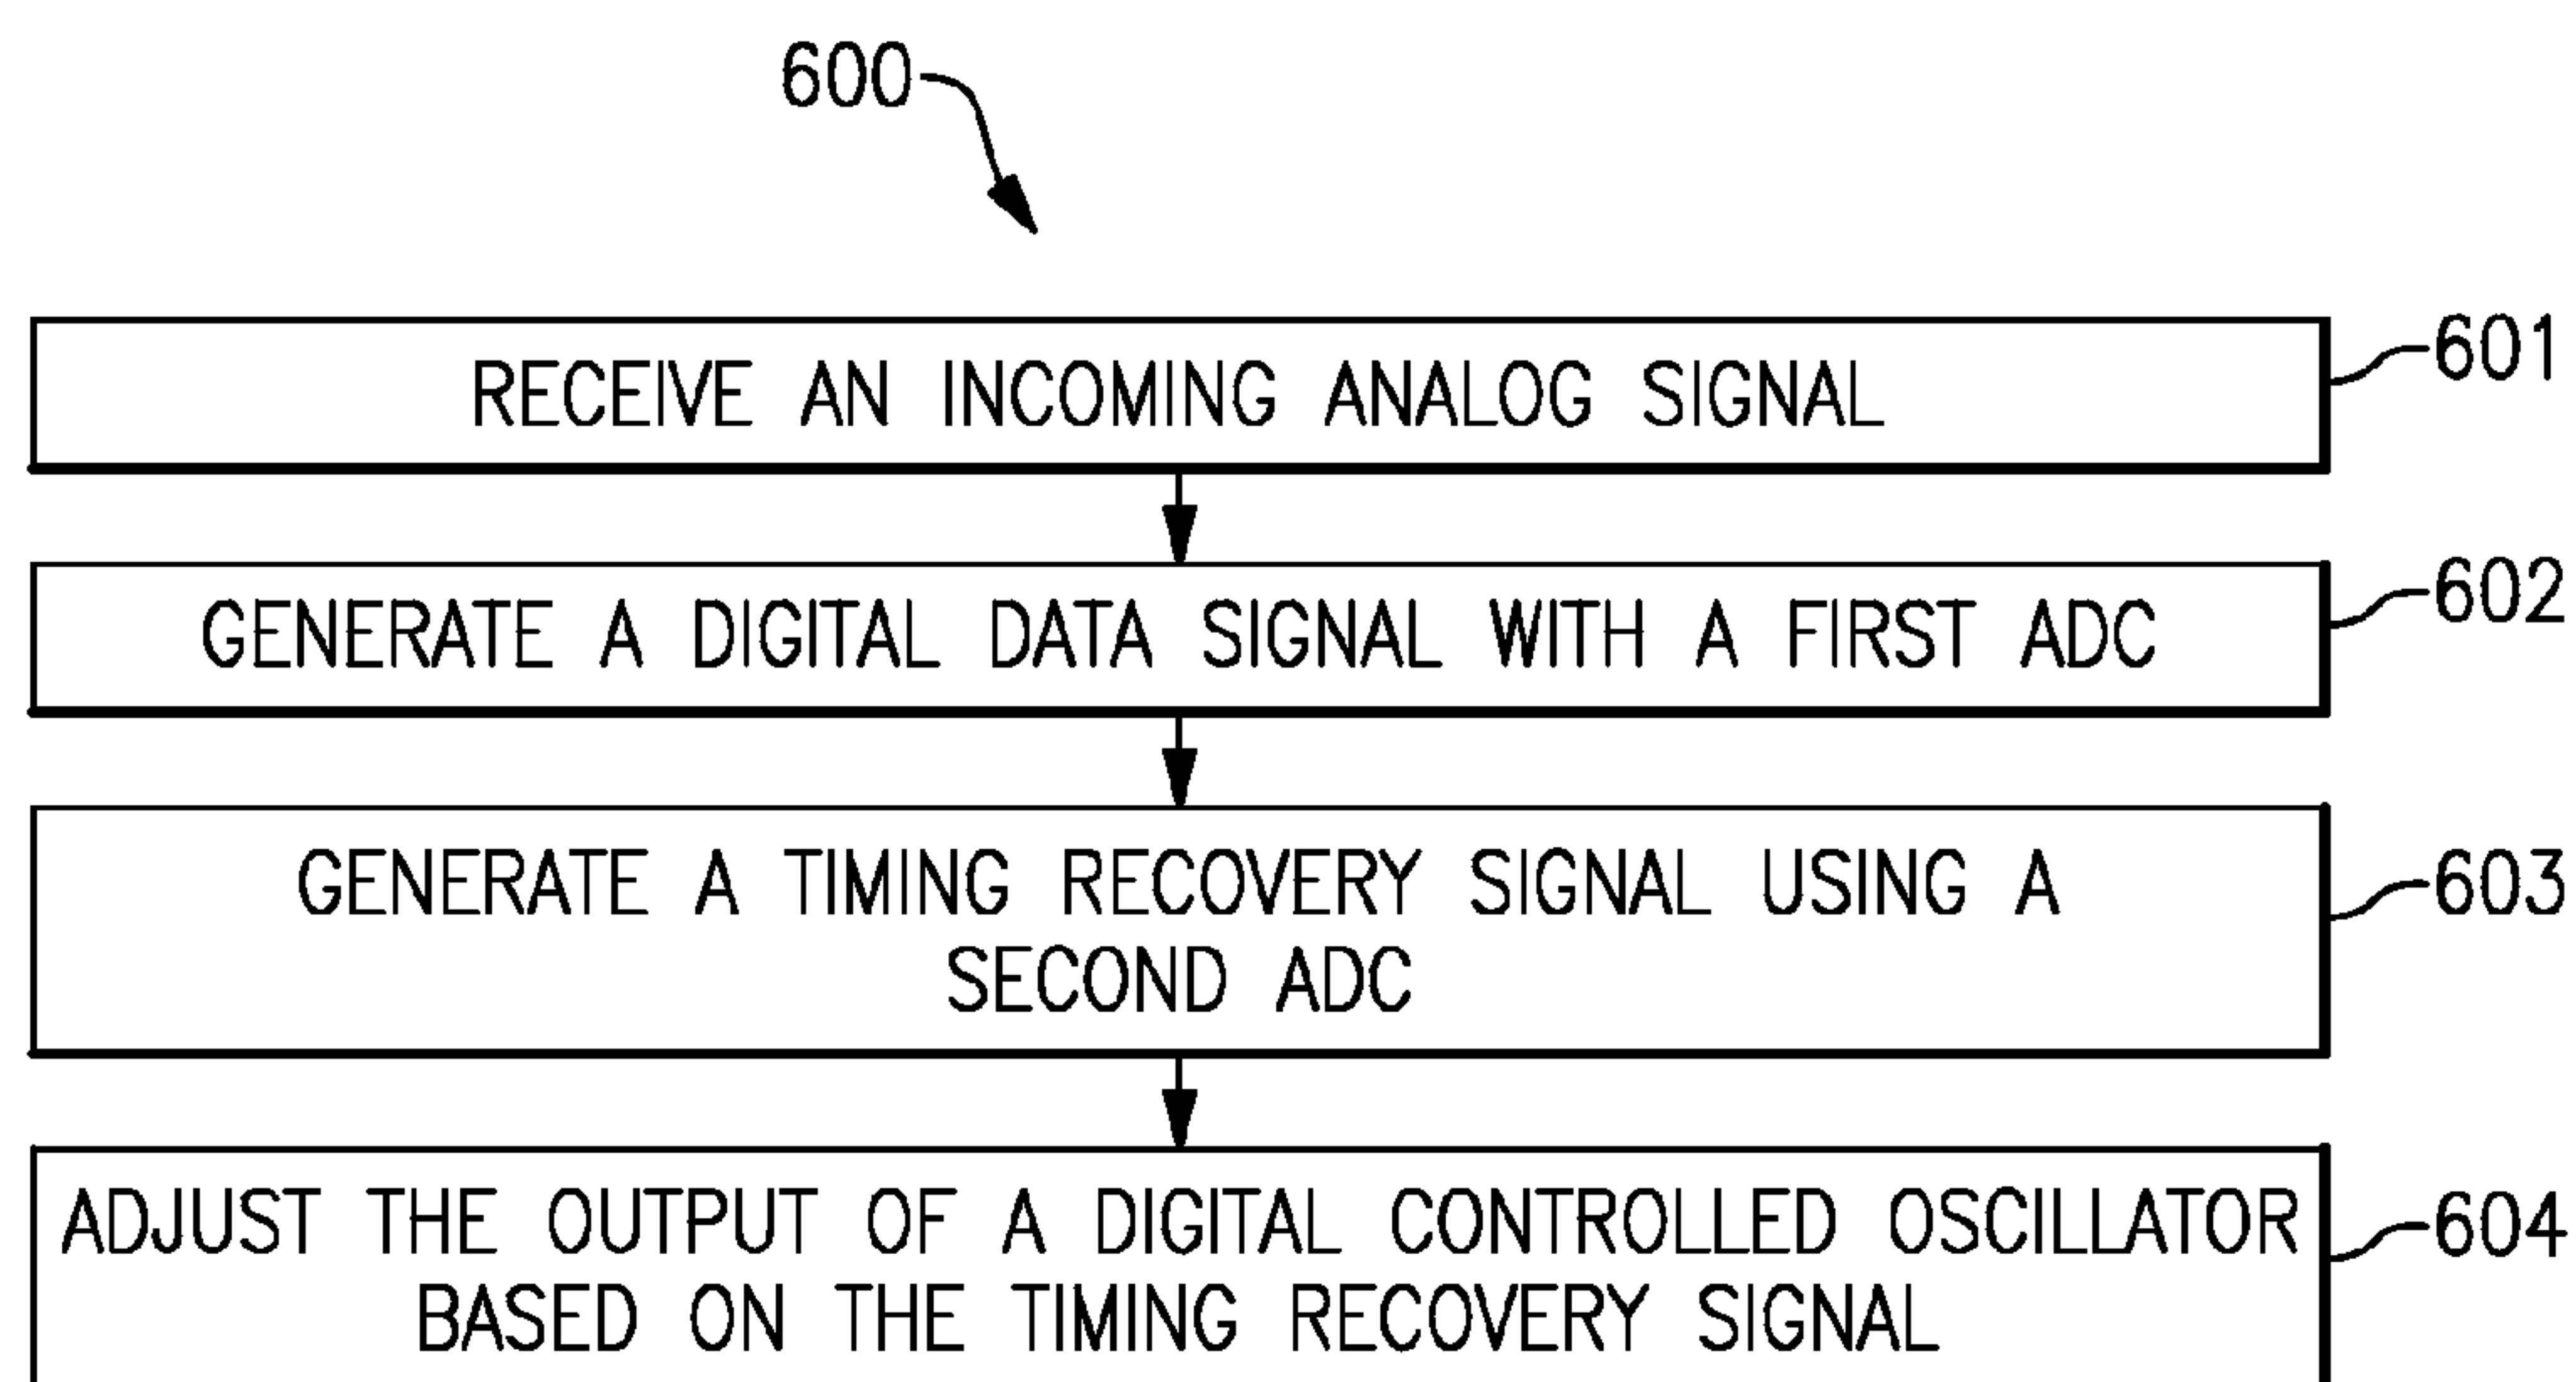 600
RECEIVE AN INCOMING ANALOG SIGNAL
601
GENERATE A DIGITAL DATA SIGNAL WITH A FIRST ADC
602
GENERATE A TIMING RECOVERY SIGNAL USING A
SECOND ADC
603
ADJUST THE OUTPUT OF A DIGITAL CONTROLLED OSCILLATOR
BASED ON THE TIMING RECOVERY SIGNAL
604